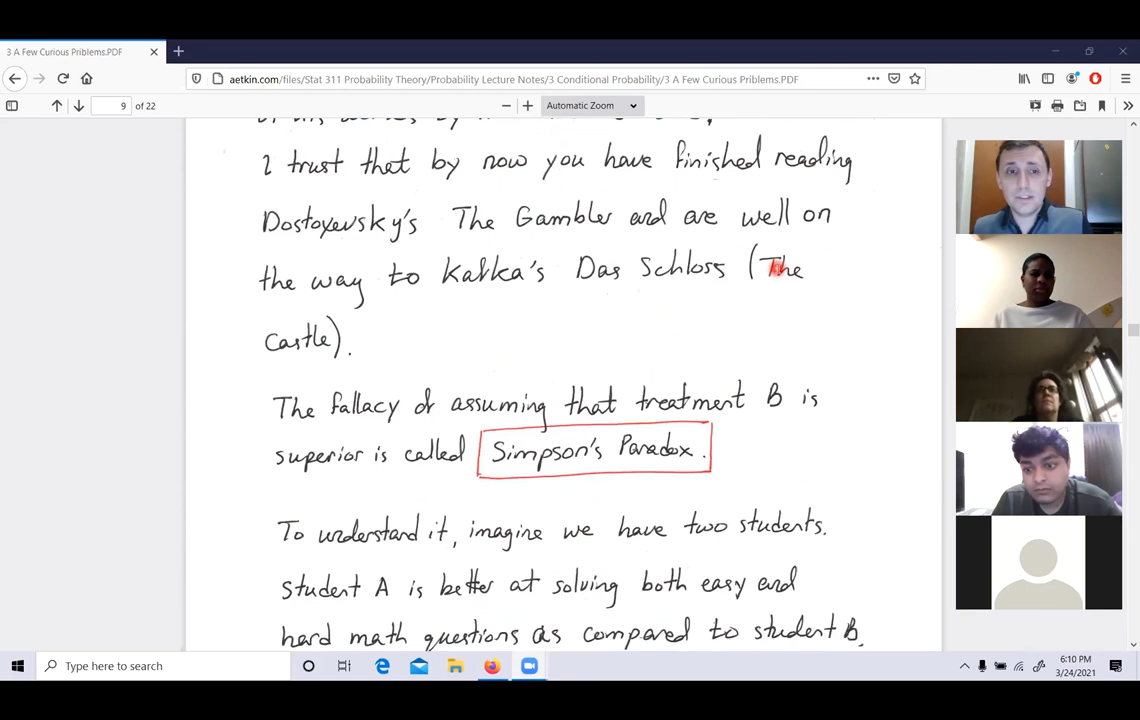 3 A Few Curious Priblems.PDF
aetkin.com/files/Stat 311 Probability Theory/Probability Lecture Notes/3 Conditional Probability/3 A Few Curious Priblems.PDF
9 of 22
Automatic Zoom
I trust that by now you have finished reading
Dostoyevsky's The Gambler and are well on
the way to Kafka's Das Schloss (The
Castle).
The fallacy of assuming that treatment B is
superior is called Simpson's Paradox.
To understand it, imagine we have two students.
Student A is better at solving both easy and
hard math questions as compared to student B.
Type here to search
6:10 PM
3/24/2021